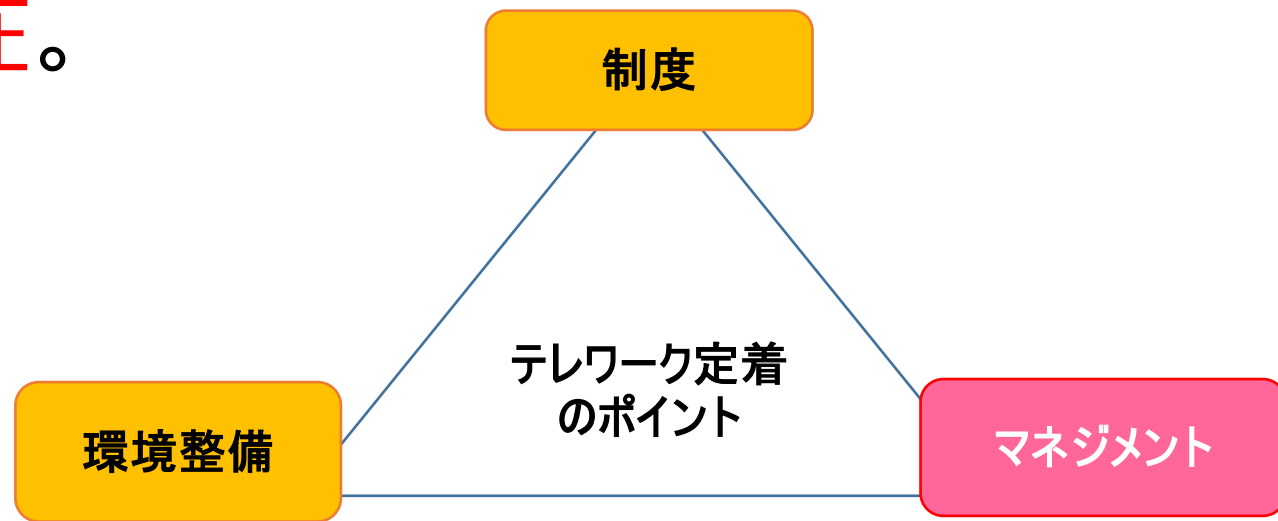 。
制度
テレワーク定着
のポイント
環境整備
マネジメント